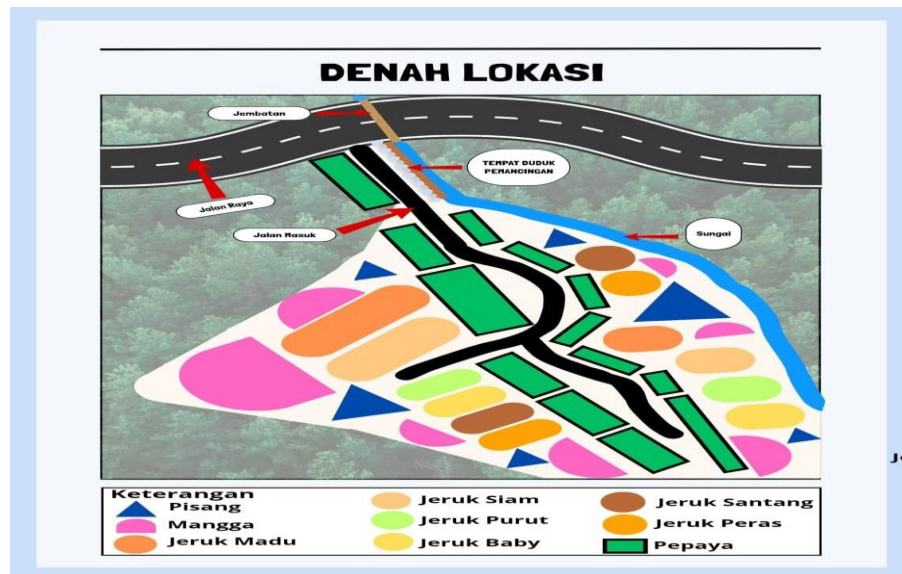 DENAH LOKASI
Jembatan
TEMPAT DUDUK
PEMANCINGAN
Jalan Raya
Jalan Masuk
Sungai
Keterangan
Pisang
Mangga
Jeruk Madu
Jeruk Siam
Jeruk Purut
Jeruk Baby
Jeruk Santang
Jeruk Peras
Pepaya